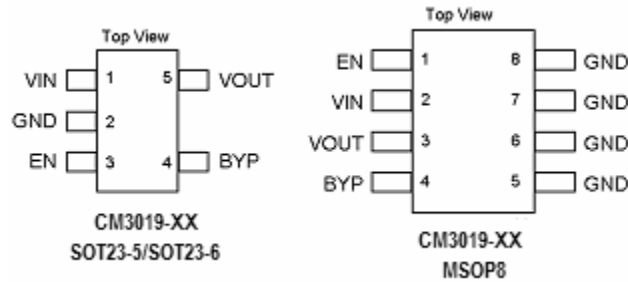 Top View
VIN 1 5 VOUT
GND 2
EN 3 4 BYP
CM3019-XX
SOT23-5/SOT23-6
Top View
EN 1 8 GND
VIN 2 7 GND
VOUT 3 6 GND
BYP 4 5 GND
CM3019-XX
MSOP8